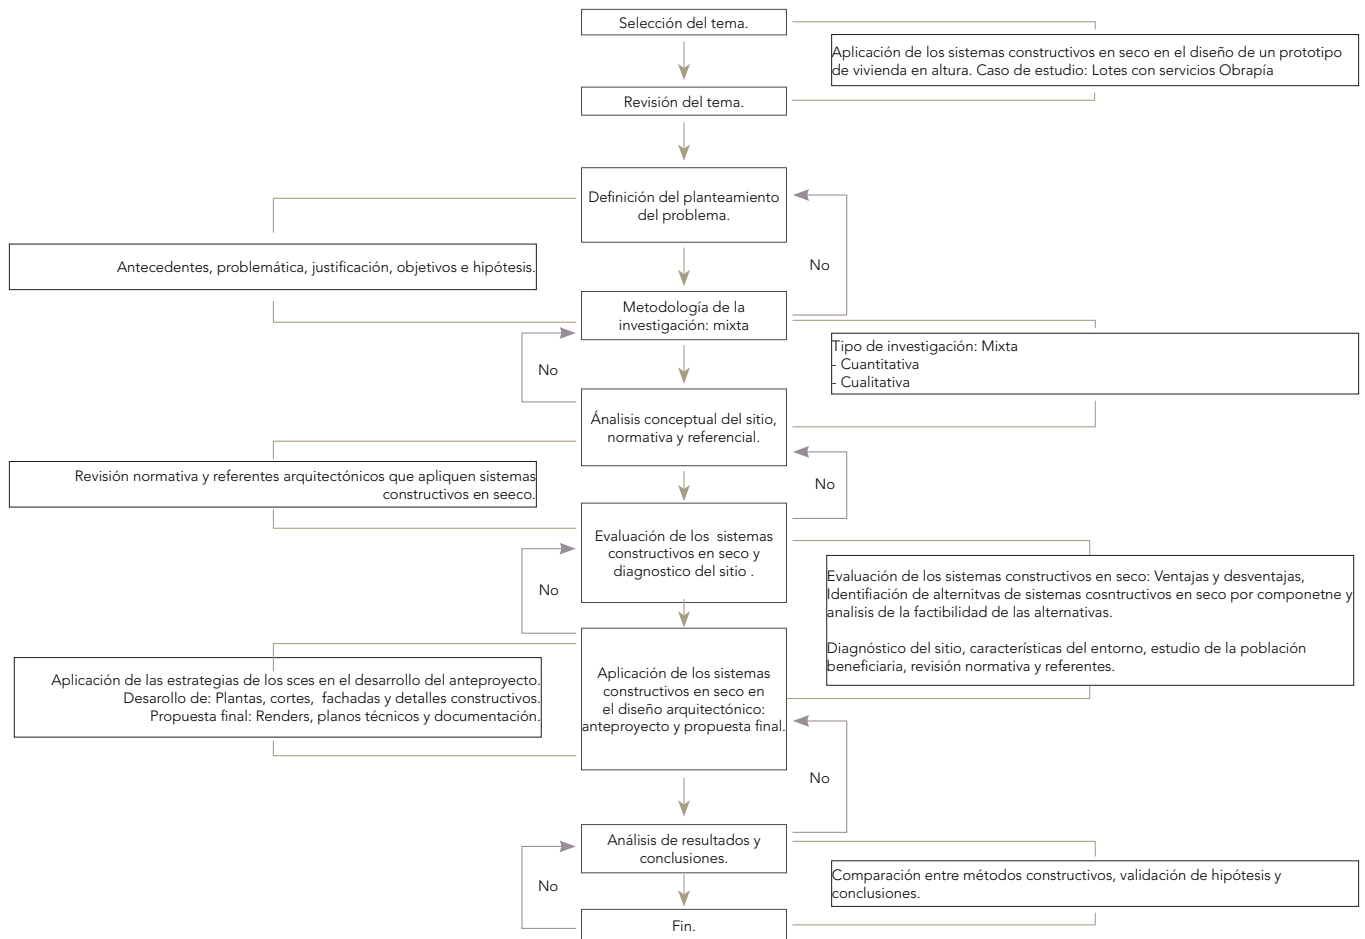 Selección del tema.
Aplicación de los sistemas constructivos en seco en el diseño de un prototipo
de vivienda en altura. Caso de estudio: Lotes con servicios Obrapía
Revisión del tema.
Definición del planteamiento
del problema.
No
Antecedentes, problemática, justificación, objetivos e hipótesis.
Metodología de la
investigación: mixta
Tipo de investigación: Mixta
- Cuantitativa
- Cualitativa
No
Ánalisis conceptual del sitio,
normativa y referencial.
Revisión normativa y referentes arquitectónicos que apliquen sistemas
constructivos en seeco.
No
Evaluación de los sistemas
constructivos en seco y
diagnostico del sitio .
No
Evaluación de los sistemas constructivos en seco: Ventajas y desventajas,
Identifiación de alternitvas de sistemas cosntructivos en seco por componetne y
analisis de la factibilidad de las alternativas.
Diagnóstico del sitio, características del entorno, estudio de la población
beneficiaria, revisión normativa y referentes.
Aplicación de las estrategias de los sces en el desarrollo del anteproyecto.
Desarollo de: Plantas, cortes, fachadas y detalles constructivos.
Propuesta final: Renders, planos técnicos y documentación.
Aplicación de los sistemas
constructivos en seco en
el diseño arquitectónico:
anteproyecto y propuesta final.
No
Análisis de resultados y
conclusiones.
No
Comparación entre métodos constructivos, validación de hipótesis y
conclusiones.
Fin.